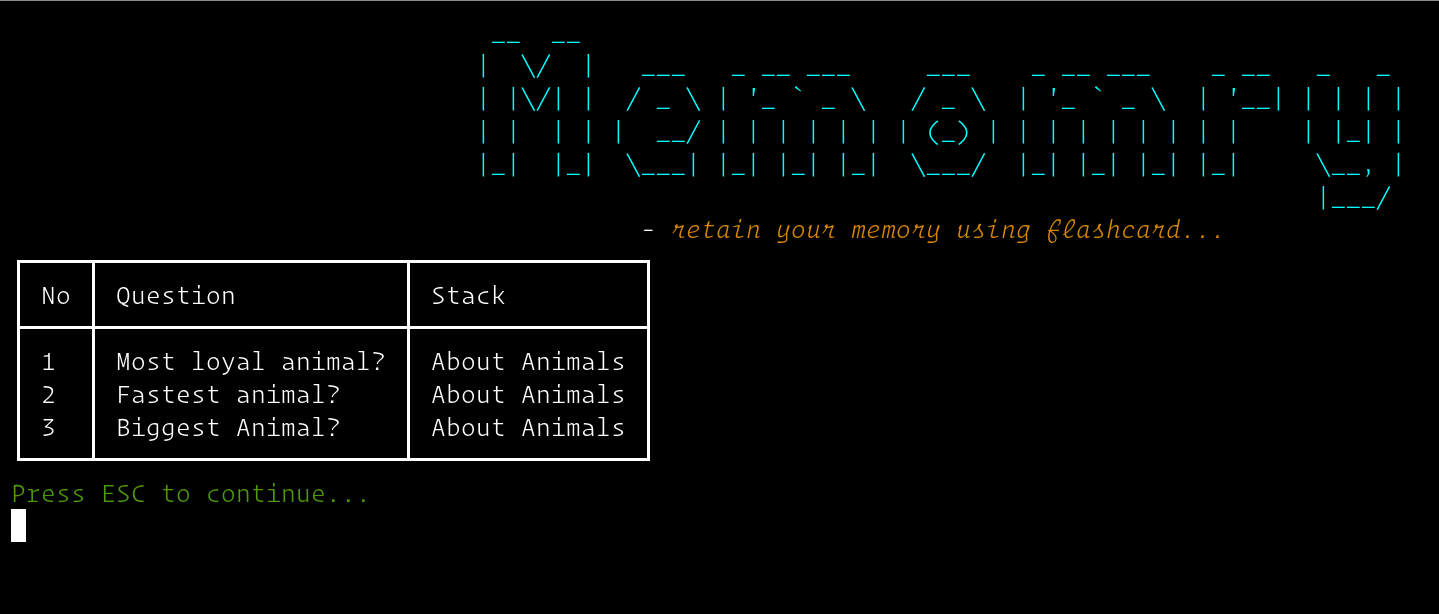 Memomry
- retain your memory using flashcard...
No Question Stack
1 Most loyal animal? About Animals
2 Fastest animal? About Animals
3 Biggest Animal? About Animals
Press ESC to continue...